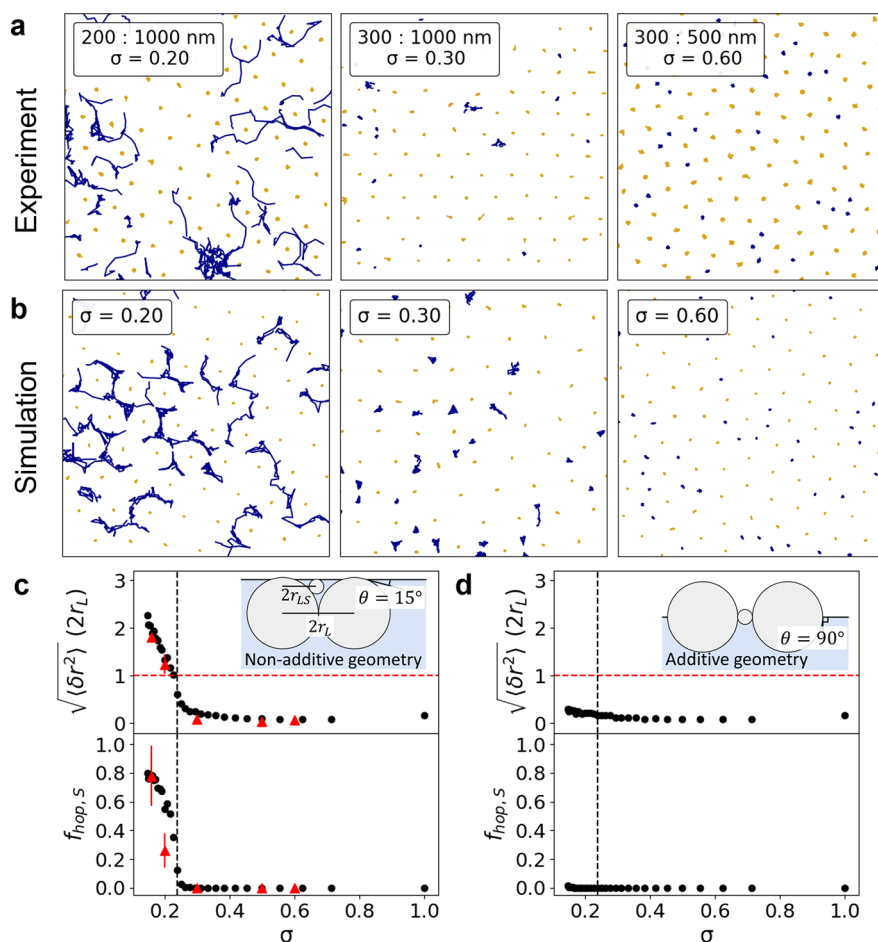 a
Experiment
200 : 1000 nm
σ = 0.20
300 : 1000 nm
σ = 0.30
300 : 500 nm
σ = 0.60
b
Simulation
σ = 0.20
σ = 0.30
σ = 0.60
c
√⟨δr²⟩ (2r_L)
3
2
1
0
2r_LS
2r_L
θ = 15°
Non-additive geometry
f_hop,S
1.0
0.8
0.6
0.4
0.2
0.0
0.2
0.4
0.6
0.8
1.0
σ
d
√⟨δr²⟩ (2r_L)
3
2
1
0
θ = 90°
Additive geometry
f_hop,S
1.0
0.8
0.6
0.4
0.2
0.0
0.2
0.4
0.6
0.8
1.0
σ